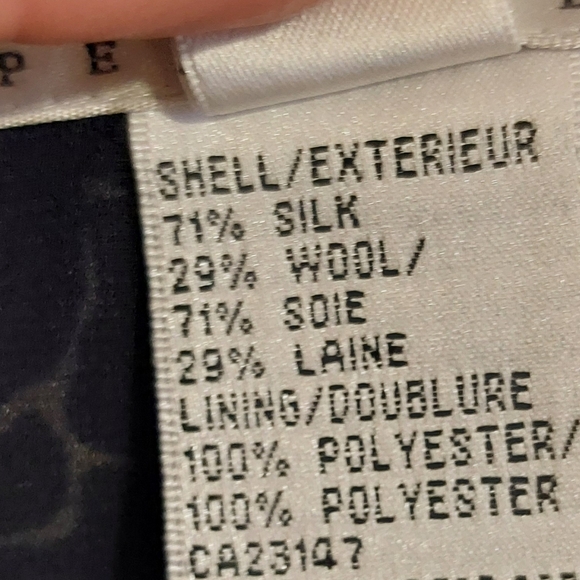 P E
SHELL/EXTERIEUR
71% SILK
29% WOOL/
71% SOIE
29% LAINE
LINING/DOUBLURE
100% POLYESTER/
100% POLYESTER
CA23147